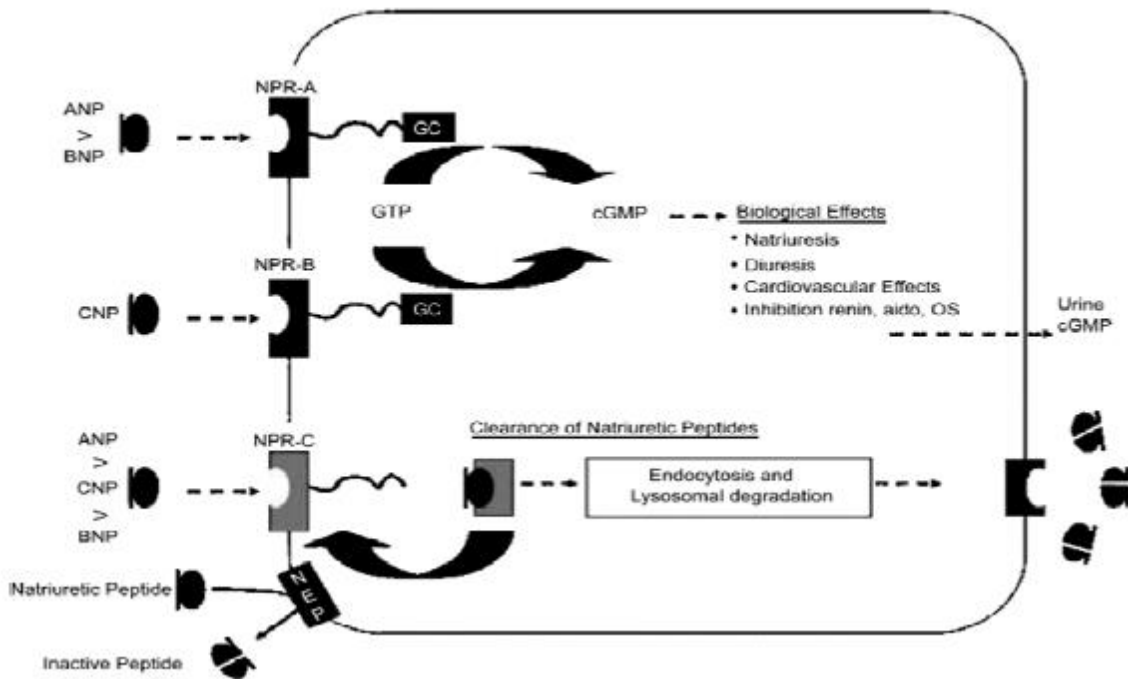 NPR-A
ANP
>
BNP
GC
GTP
cGMP
Biological Effects
• Natriuresis
• Diuresis
• Cardiovascular Effects
• Inhibition renin, aldo, OS
NPR-B
CNP
GC
Urine
cGMP
Clearance of Natriuretic Peptides
NPR-C
ANP
>
CNP
>
BNP
Endocytosis and
Lysosomal degradation
Natriuretic Peptide
NEP
Inactive Peptide